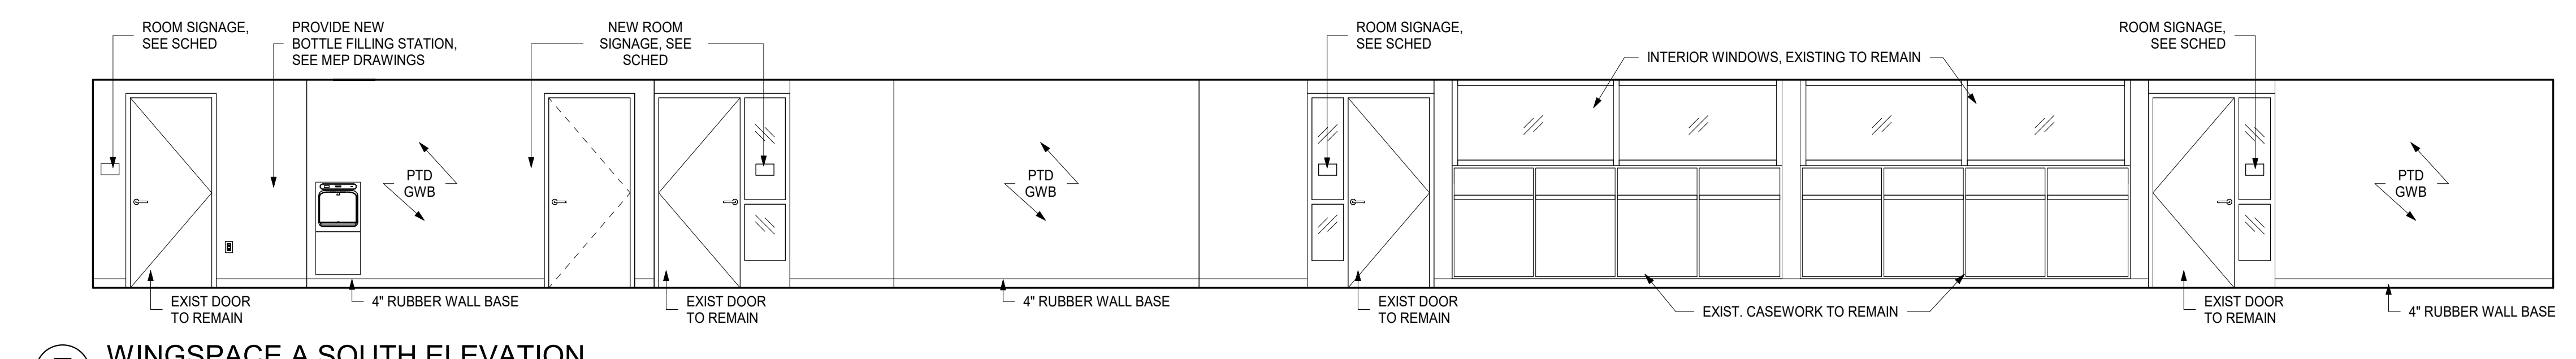 ROOM SIGNAGE,
SEE SCHED
PROVIDE NEW
BOTTLE FILLING STATION,
SEE MEP DRAWINGS
NEW ROOM
SIGNAGE, SEE
SCHED
ROOM SIGNAGE,
SEE SCHED
INTERIOR WINDOWS, EXISTING TO REMAIN
ROOM SIGNAGE,
SEE SCHED
PTD
GWB
PTD
GWB
PTD
GWB
EXIST DOOR
TO REMAIN
4" RUBBER WALL BASE
EXIST DOOR
TO REMAIN
4" RUBBER WALL BASE
EXIST DOOR
TO REMAIN
EXIST. CASEWORK TO REMAIN
EXIST DOOR
TO REMAIN
4" RUBBER WALL BASE
WINGSPACE A SOUTH ELEVATION